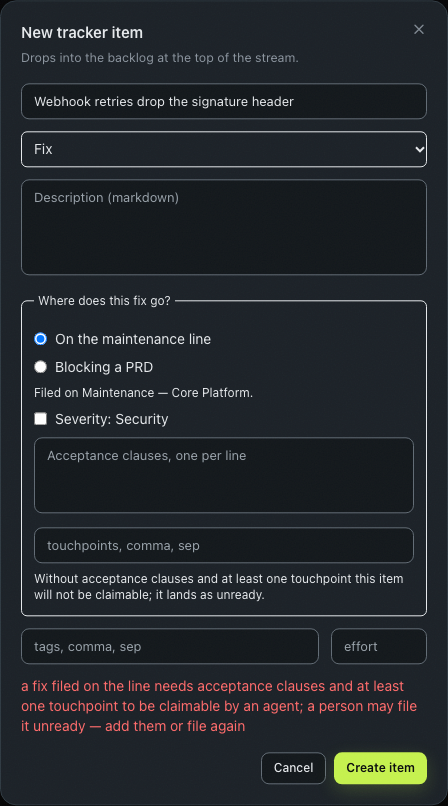 New tracker item
Drops into the backlog at the top of the stream.
Webhook retries drop the signature header
Fix
Description (markdown)
Where does this fix go?
On the maintenance line
Blocking a PRD
Filed on Maintenance — Core Platform.
Severity: Security
Acceptance clauses, one per line
touchpoints, comma, sep
Without acceptance clauses and at least one touchpoint this item
will not be claimable; it lands as unready.
tags, comma, sep
effort
a fix filed on the line needs acceptance clauses and at least
one touchpoint to be claimable by an agent; a person may file
it unready — add them or file again
Cancel
Create item